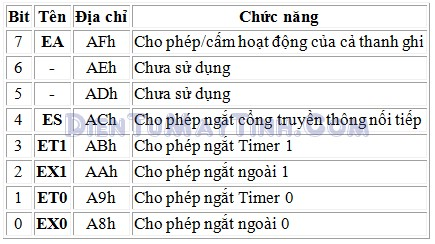 Bit Tên Địa chỉ Chức năng
7 EA AFh Cho phép/cấm hoạt động của cả thanh ghi
6 - AEh Chưa sử dụng
5 - ADh Chưa sử dụng
4 ES ACh Cho phép ngắt cổng truyền thông nối tiếp
DienTuMayTinh.Com
3 ET1 ABh Cho phép ngắt Timer 1
2 EX1 AAh Cho phép ngắt ngoài 1
1 ET0 A9h Cho phép ngắt Timer 0
0 EX0 A8h Cho phép ngắt ngoài 0